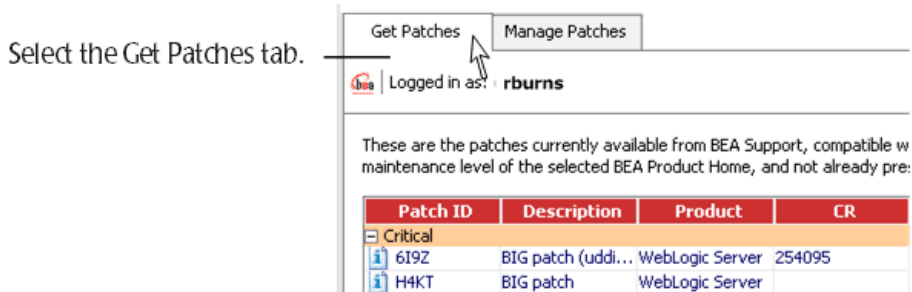 Get Patches Manage Patches
Select the Get Patches tab.
bea Logged in as: rburns
These are the patches currently available from BEA Support, compatible w
maintenance level of the selected BEA Product Home, and not already pre
Patch ID Description Product CR
Critical
6I9Z BIG patch (uddi... WebLogic Server 254095
H4KT BIG patch WebLogic Server